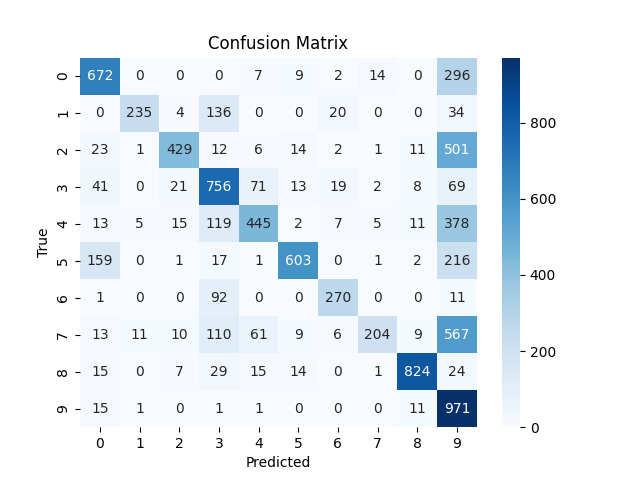 Confusion Matrix
0 672 0 0 0 7 9 2 14 0 296
1 0 235 4 136 0 0 20 0 0 34
2 23 1 429 12 6 14 2 1 11 501
3 41 0 21 756 71 13 19 2 8 69
4 13 5 15 119 445 2 7 5 11 378
5 159 0 1 17 1 603 0 1 2 216
6 1 0 0 92 0 0 270 0 0 11
7 13 11 10 110 61 9 6 204 9 567
8 15 0 7 29 15 14 0 1 824 24
9 15 1 0 1 1 0 0 0 11 971
0 1 2 3 4 5 6 7 8 9
Predicted
True
800
600
400
200
0